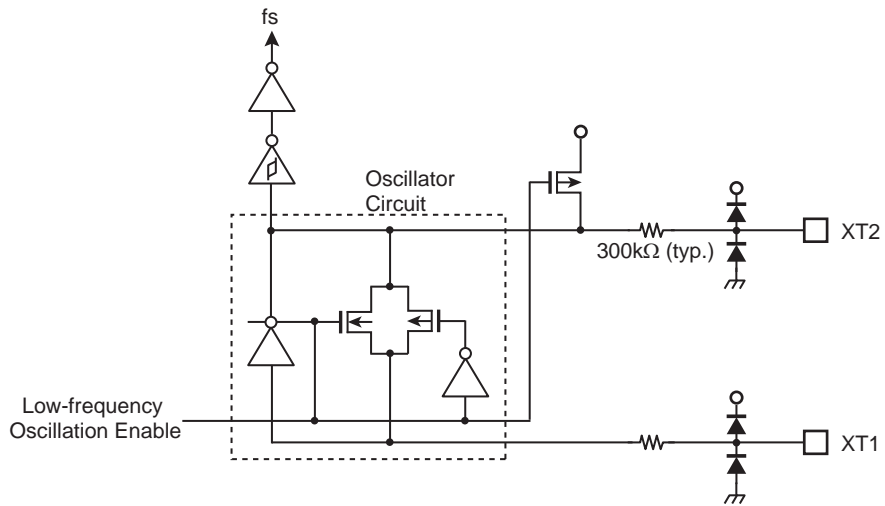 fs
Oscillator
Circuit
300kΩ (typ.)
XT2
Low-frequency
Oscillation Enable
XT1